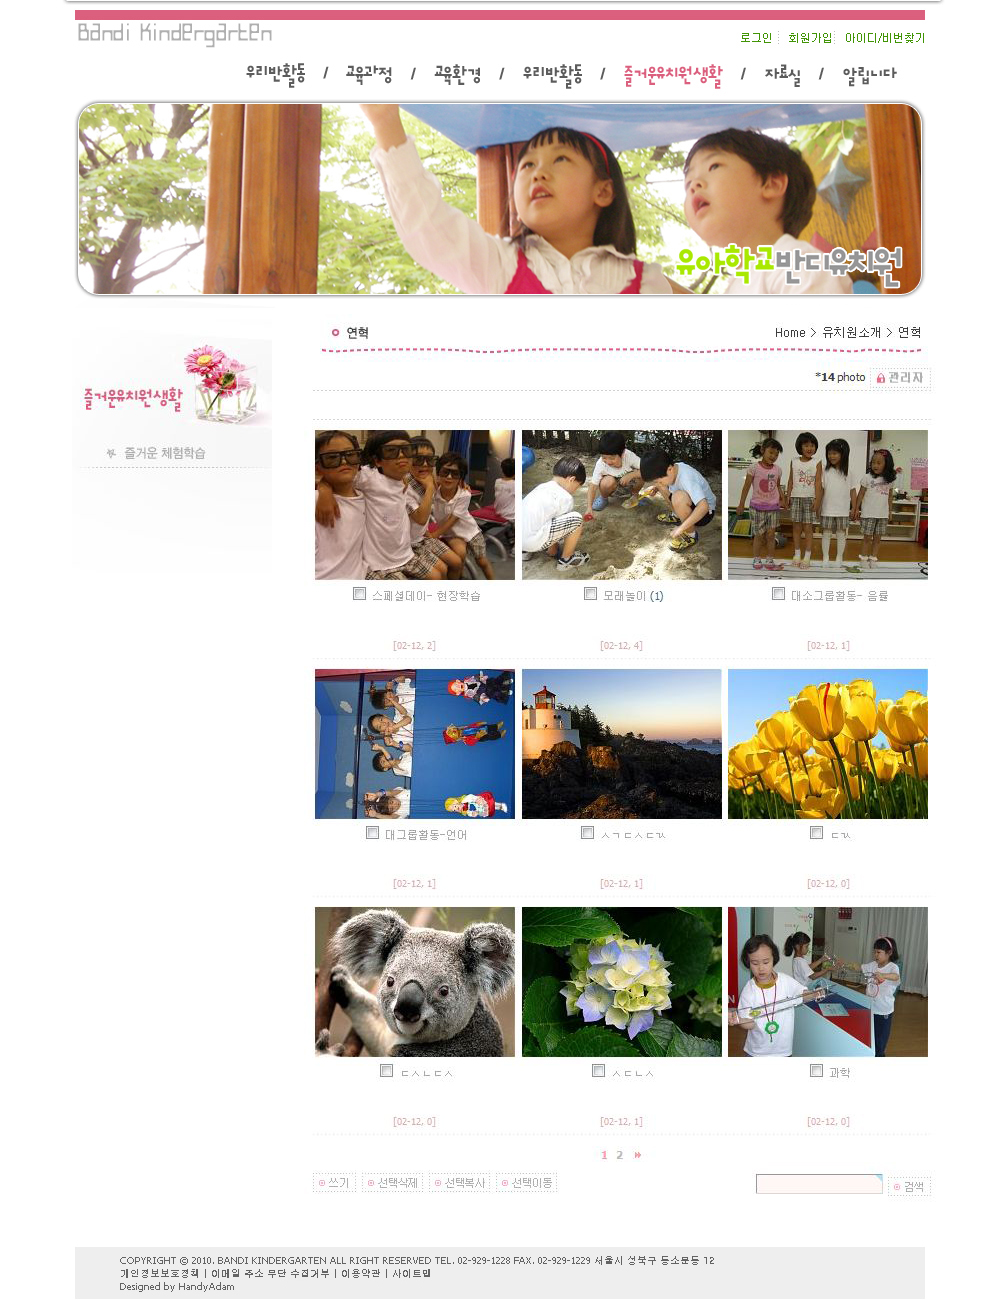 Bandi Kindergarten
로그인 회원가입 아이디/비번찾기
우리반활동 / 교육과정 / 교육환경 / 우리반활동 / 즐거운유치원생활 / 자료실 / 알립니다
유아학교반디유치원
연혁
Home > 유치원소개 > 연혁
즐거운유치원생활
즐거운 체험학습
*14 photo 관리자
스페셜데이- 현장학습
모래놀이 (1)
대소그룹활동- 음률
[02-12, 2] [02-12, 4] [02-12, 1]
대그룹활동-언어
[02-12, 1] [02-12, 1] [02-12, 0]
ㄷㅅㄴㄷㅅ
ㅅㄷㄴㅅ
과학
[02-12, 0] [02-12, 1] [02-12, 0]
1 2
쓰기 선택삭제 선택복사 선택이동 검색
COPYRIGHT © 2010. BANDI KINDERGARTEN ALL RIGHT RESERVED TEL. 02-929-1228 FAX. 02-929-1229 서울시 성북구 동소문동 12
개인정보보호정책 | 이메일 주소 무단 수집거부 | 이용약관 | 사이트맵
Designed by HandyAdam